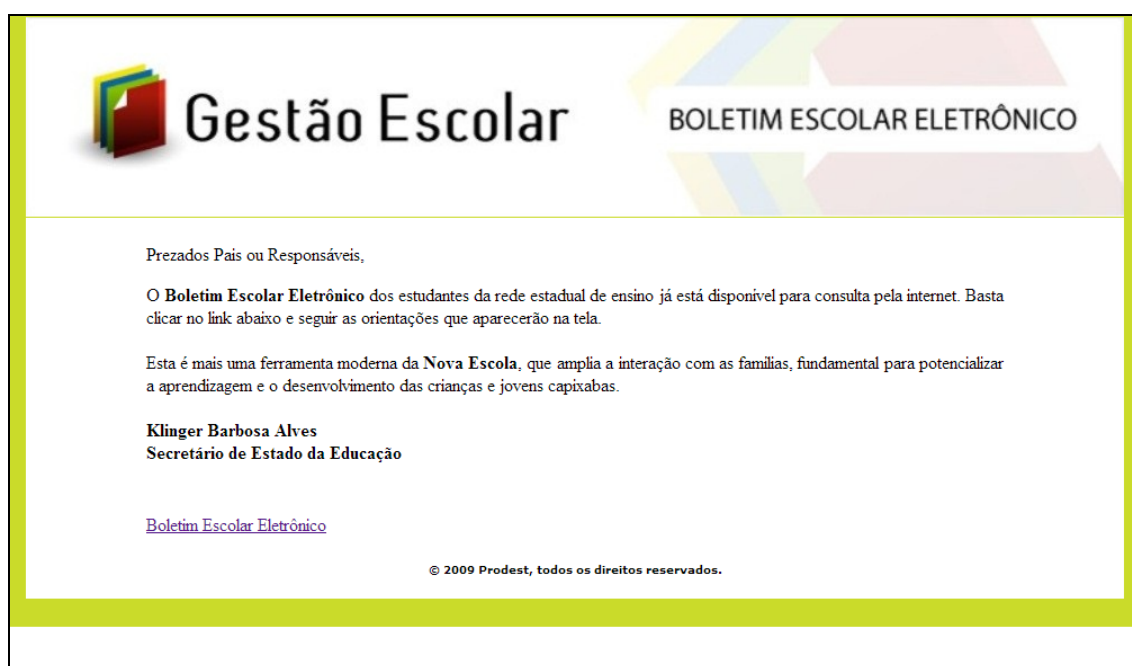 Gestão Escolar
BOLETIM ESCOLAR ELETRÔNICO
Prezados Pais ou Responsáveis,
O Boletim Escolar Eletrônico dos estudantes da rede estadual de ensino já está disponível para consulta pela internet. Basta
clicar no link abaixo e seguir as orientações que aparecerão na tela.
Esta é mais uma ferramenta moderna da Nova Escola, que amplia a interação com as famílias, fundamental para potencializar
a aprendizagem e o desenvolvimento das crianças e jovens capixabas.
Klinger Barbosa Alves
Secretário de Estado da Educação
Boletim Escolar Eletrônico
© 2009 Prodest, todos os direitos reservados.